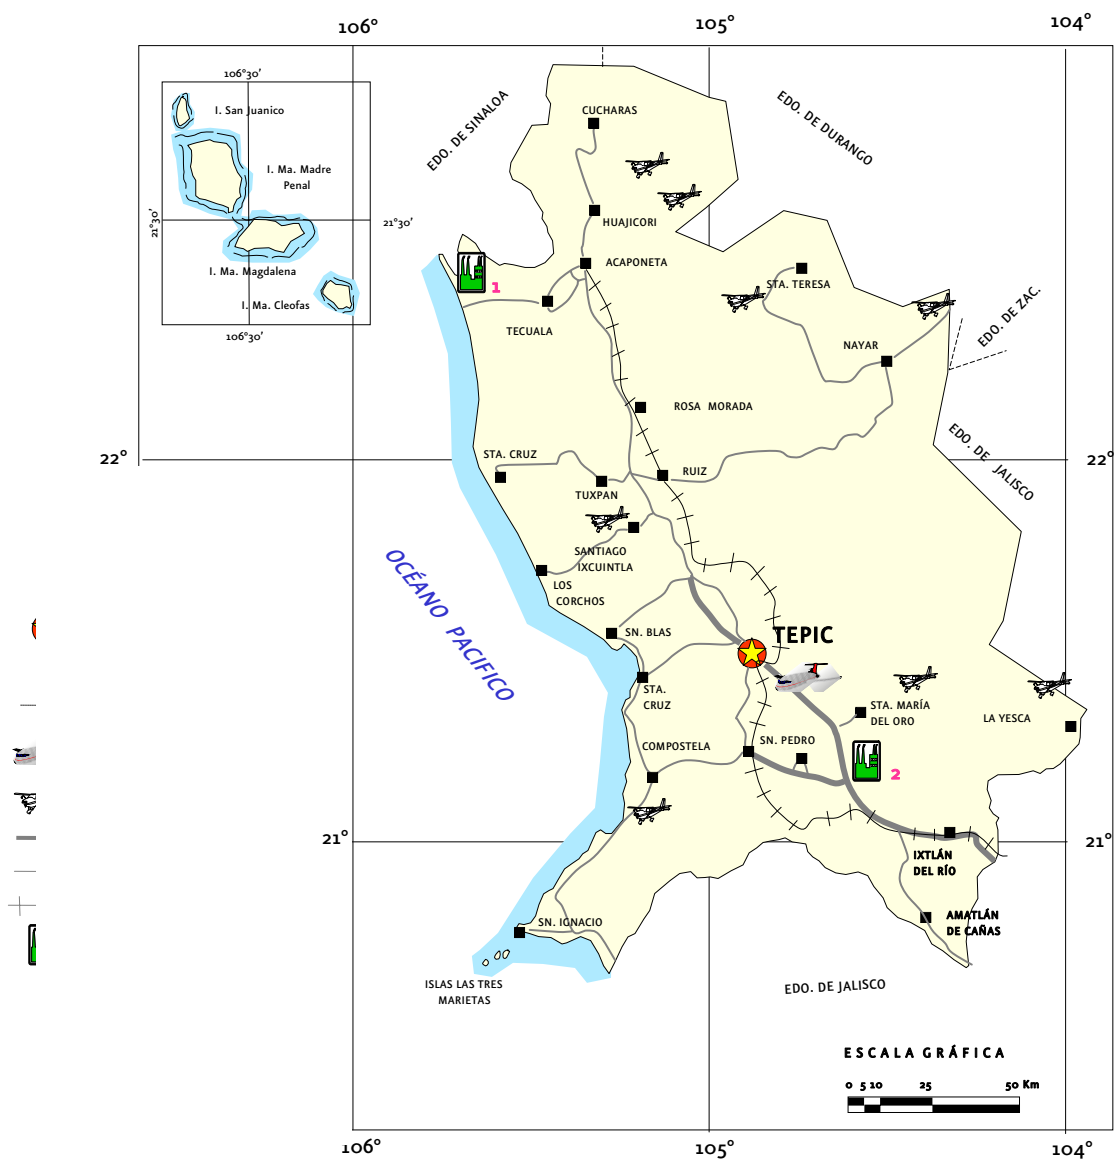 106°
105°
104°
106°30'
I. San Juanico
I. Ma. Madre
Penal
21°30'
21°30'
I. Ma. Magdalena
I. Ma. Cleofas
106°30'
EDO. DE SINALOA
EDO. DE DURANGO
CUCHARAS
HUAJICORI
ACAPONETA
1
TECUALA
STA. TERESA
EDO. DE ZAC.
NAYAR
ROSA MORADA
EDO. DE JALISCO
22°
22°
STA. CRUZ
RUIZ
TUXPAN
SANTIAGO
IXCUINTLA
LOS
CORCHOS
OCÉANO PACIFICO
SN. BLAS
TEPIC
STA.
CRUZ
STA. MARÍA
DEL ORO
LA YESCA
COMPOSTELA
SN. PEDRO
2
21°
21°
IXTLÁN
DEL RÍO
AMATLÁN
DE CAÑAS
SN. IGNACIO
ISLAS LAS TRES
MARIETAS
EDO. DE JALISCO
ESCALA GRÁFICA
0 5 10 25 50 Km
106°
105°
104°